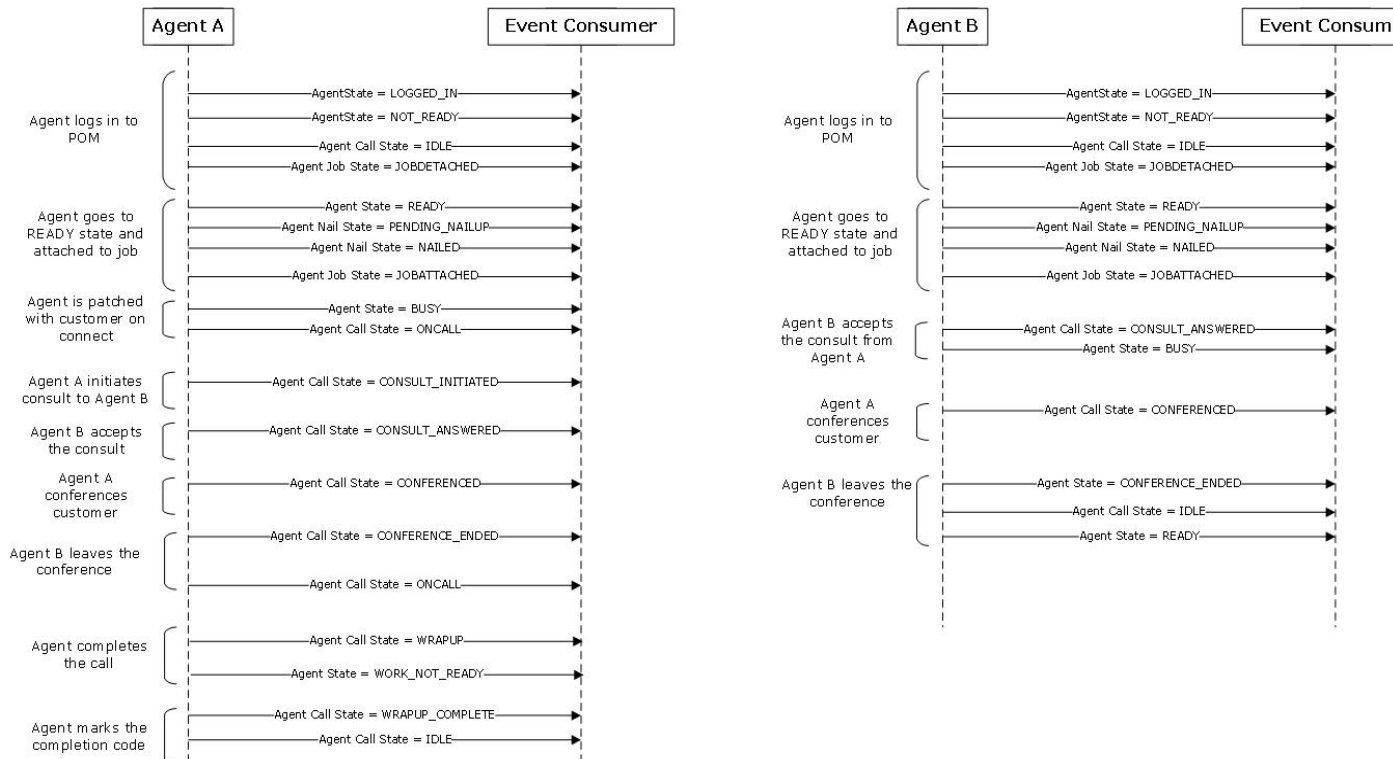 Agent A
Event Consumer
Agent logs in to
POM
AgentState = LOGGED_IN
AgentState = NOT_READY
Agent Call State = IDLE
Agent Job State = JOBDETACHED
Agent goes to
READY state and
attached to job
Agent State = READY
Agent Nail State = PENDING_NAILUP
Agent Nail State = NAILED
Agent Job State = JOBATTACHED
Agent is patched
with customer on
connect
Agent State = BUSY
Agent Call State = ONCALL
Agent A initiates
consult to Agent B
Agent Call State = CONSULT_INITIATED
Agent B accepts
the consult
Agent Call State = CONSULT_ANSWERED
Agent A
conferences
customer
Agent Call State = CONFERENCED
Agent B leaves the
conference
Agent Call State = CONFERENCE_ENDED
Agent Call State = ONCALL
Agent completes
the call
Agent Call State = WRAPUP
Agent State = WORK_NOT_READY
Agent marks the
completion code
Agent Call State = WRAPUP_COMPLETE
Agent Call State = IDLE
Agent B
Event Consum
Agent logs in to
POM
AgentState = LOGGED_IN
AgentState = NOT_READY
Agent Call State = IDLE
Agent Job State = JOBDETACHED
Agent goes to
READY state and
attached to job
Agent State = READY
Agent Nail State = PENDING_NAILUP
Agent Nail State = NAILED
Agent Job State = JOBATTACHED
Agent B accepts
the consult from
Agent A
Agent Call State = CONSULT_ANSWERED
Agent State = BUSY
Agent A
conferences
customer
Agent Call State = CONFERENCED
Agent B leaves the
conference
Agent State = CONFERENCE_ENDED
Agent Call State = IDLE
Agent State = READY